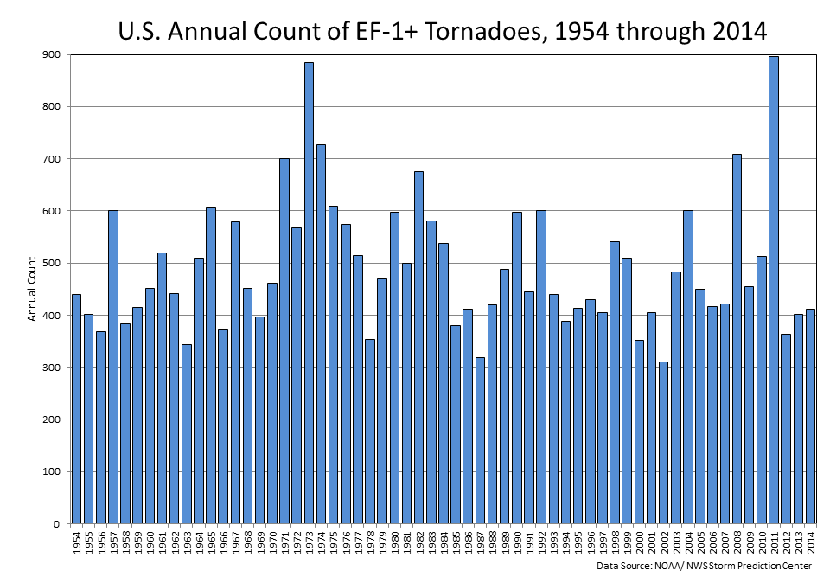 U.S. Annual Count of EF-1+ Tornadoes, 1954 through 2014
900
800
700
600
500
400
300
200
100
0
Annual Count
1954 1955 1956 1957 1958 1959 1960 1961 1962 1963 1964 1965 1966 1967 1968 1969 1970 1971 1972 1973 1974 1975 1976 1977 1978 1979 1980 1981 1982 1983 1984 1985 1986 1987 1988 1989 1990 1991 1992 1993 1994 1995 1996 1997 1998 1999 2000 2001 2002 2003 2004 2005 2006 2007 2008 2009 2010 2011 2012 2013 2014
Data Source: NOAA/ NWS Storm Prediction Center